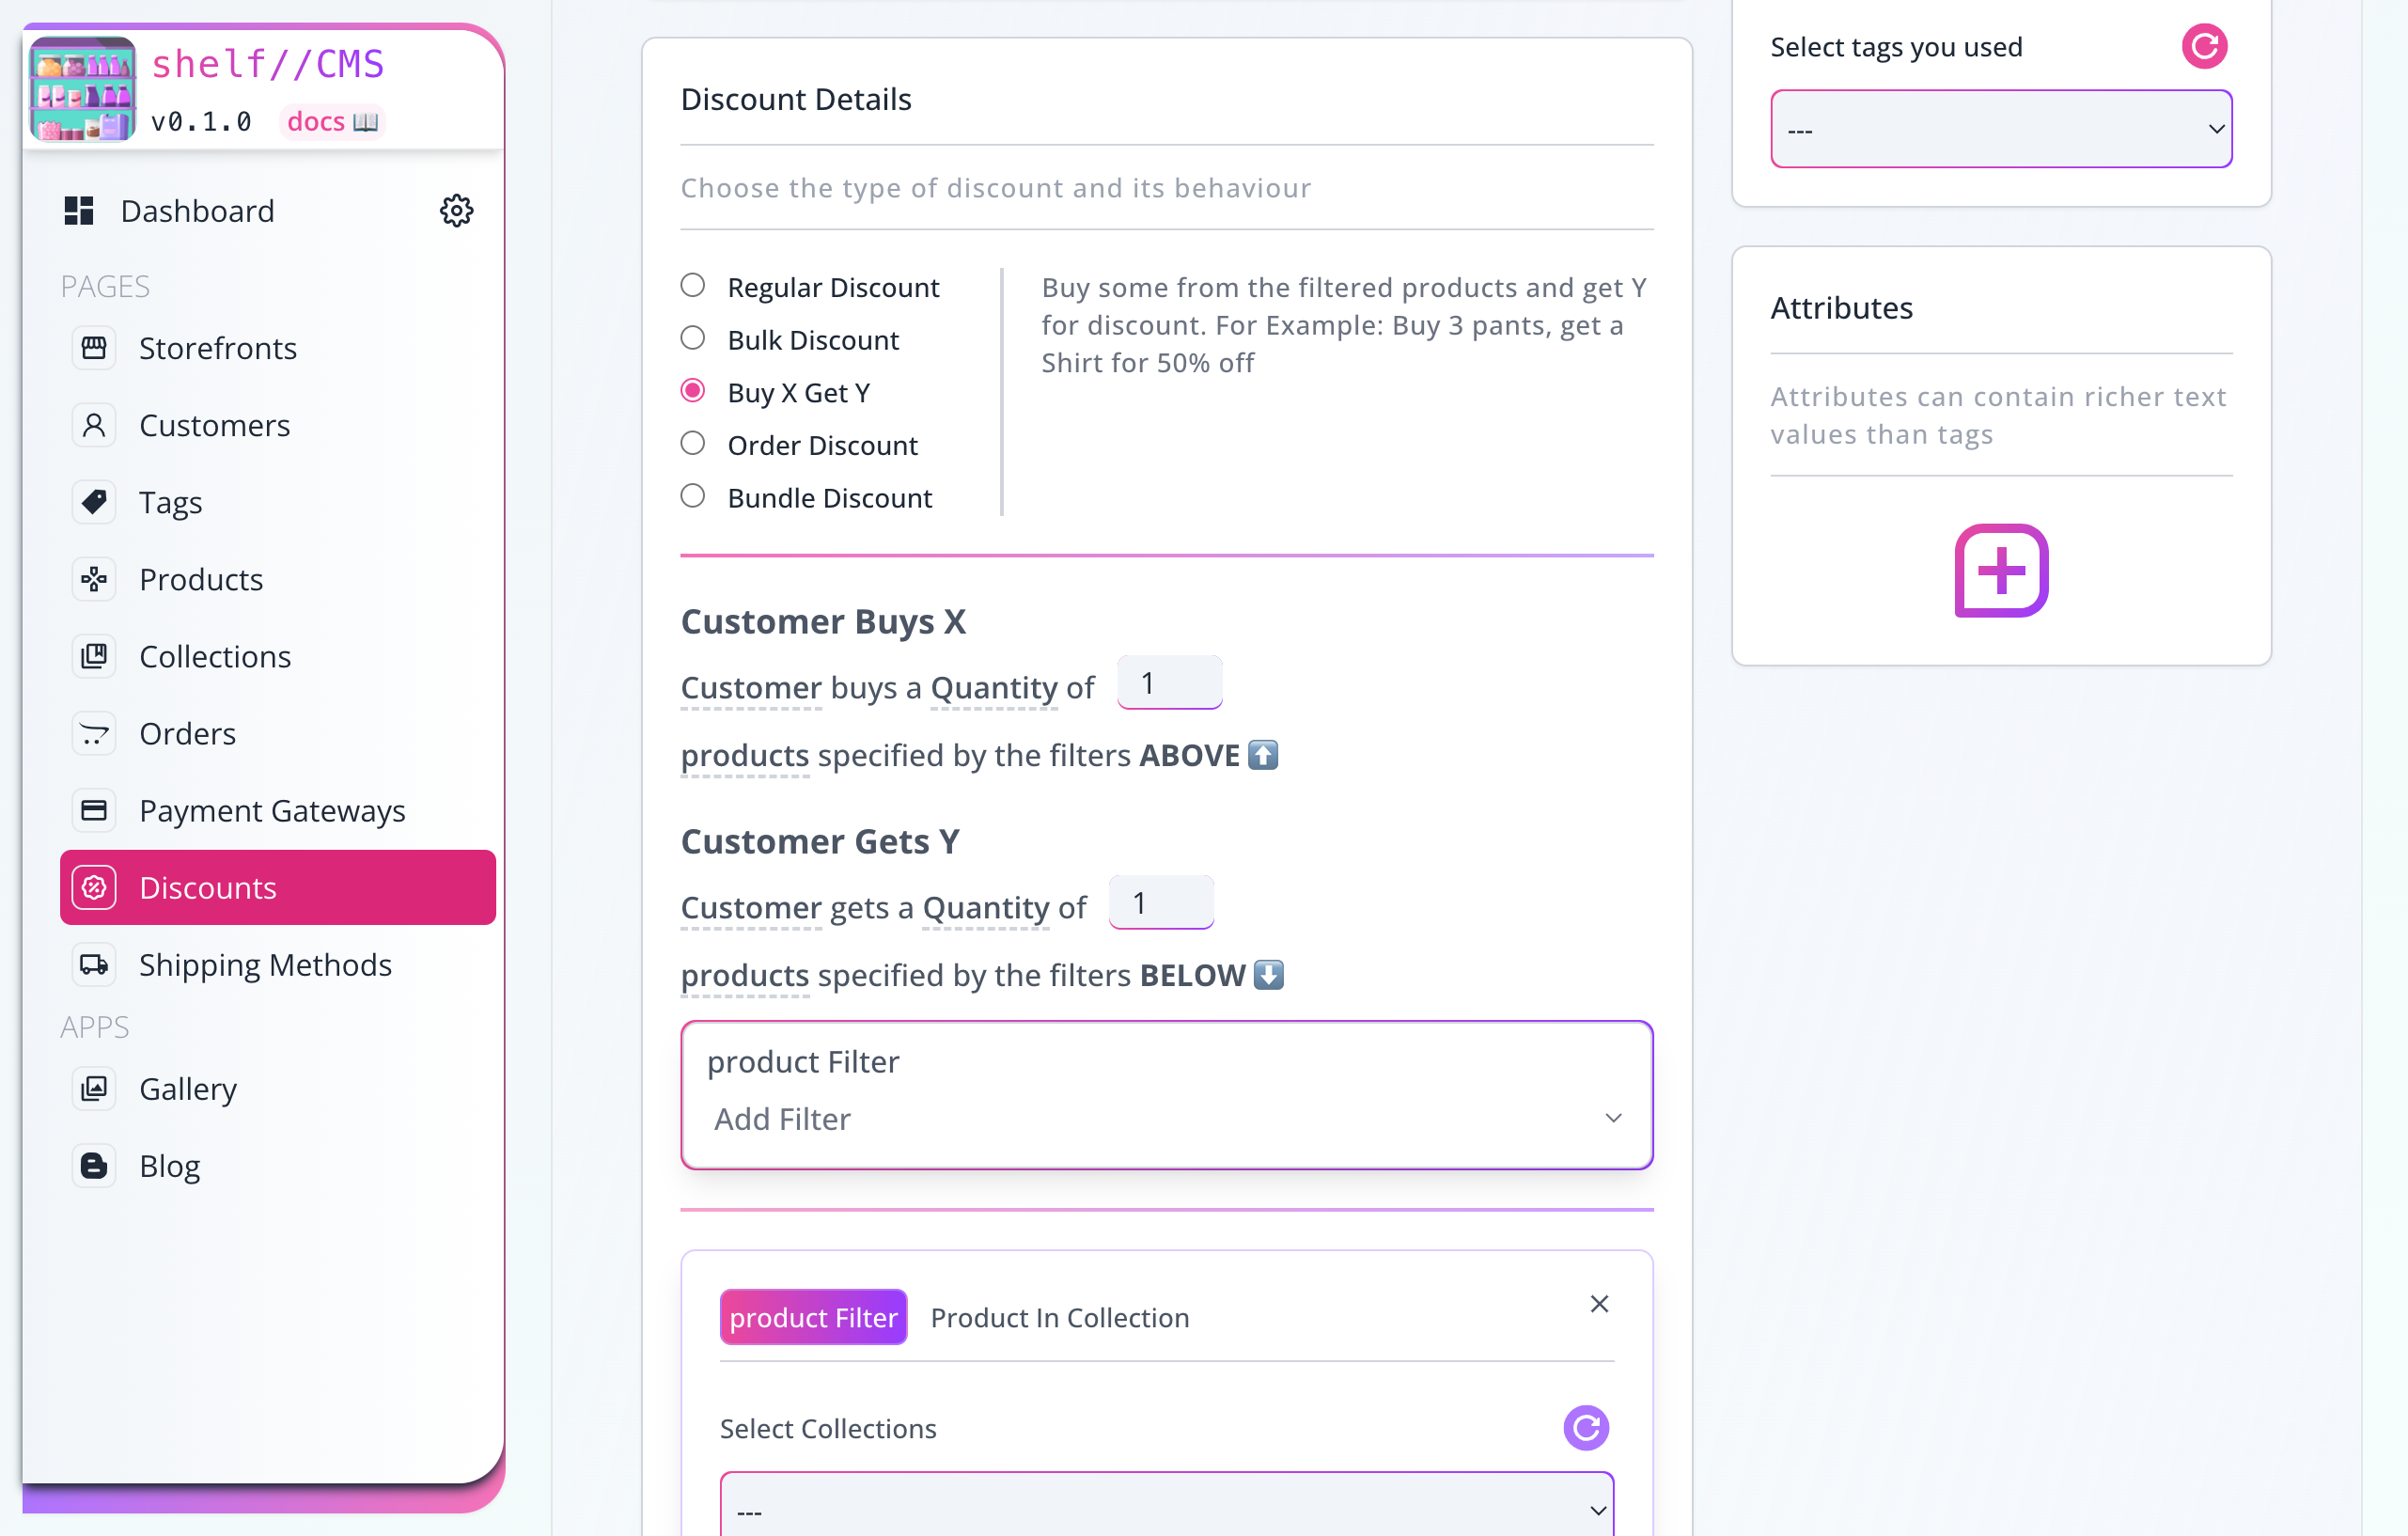 shelf//CMS
v0.1.0 docs 📖
Dashboard
PAGES
Storefronts
Customers
Tags
Products
Collections
Orders
Payment Gateways
Discounts
Shipping Methods
APPS
Gallery
Blog
Discount Details
Choose the type of discount and its behaviour
Regular Discount
Bulk Discount
Buy X Get Y
Order Discount
Bundle Discount
Buy some from the filtered products and get Y
for discount. For Example: Buy 3 pants, get a
Shirt for 50% off
Customer Buys X
Customer buys a Quantity of 1
products specified by the filters ABOVE ⬆️
Customer Gets Y
Customer gets a Quantity of 1
products specified by the filters BELOW ⬇️
product Filter
Add Filter
product Filter Product In Collection
Select Collections
---
Select tags you used
---
Attributes
Attributes can contain richer text
values than tags